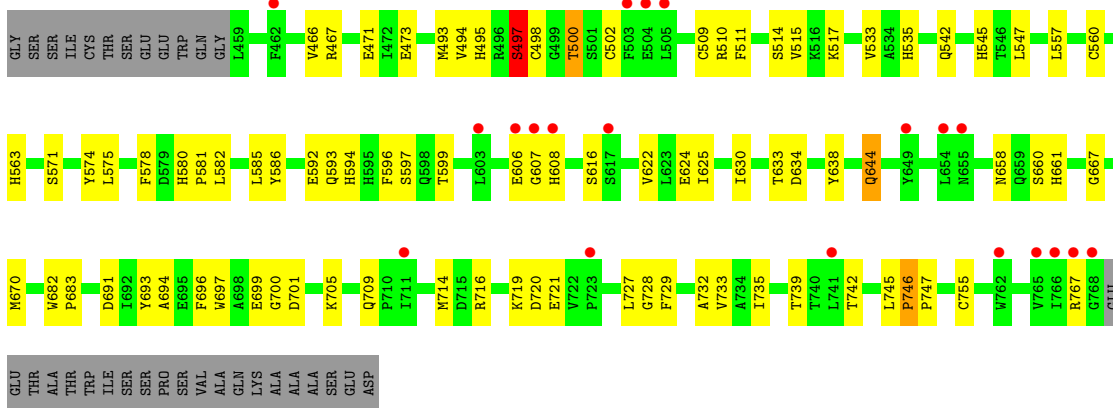 GLY SER SER ILE CYS THR SER GLU GLU TRP GLN GLY L459 F462 V466 R467 E471 I472 E473 M493 V494 H495 R496 S497 C498 G499 T500 S501 C502 F503 E504 L505 C509 R510 F511 S514 V515 K516 K517 V533 A534 H535 Q542 H545 T546 L547 L557 C560
H563 S571 Y574 L575 F578 D579 H580 P581 L582 L585 Y586 E592 Q593 H594 H595 F596 S597 Q598 T599 L603 E606 G607 H608 S616 S617 V622 L623 E624 I625 I630 T633 D634 Y638 Q644 Y649 L654 N655 N658 Q659 S660 H661 G667
M670 W682 P683 D691 I692 Y693 A694 E695 F696 W697 A698 E699 G700 D701 K705 Q709 P710 I711 M714 D715 R716 K719 D720 E721 V722 P723 L727 G728 F729 A732 V733 A734 I735 T739 T740 L741 T742 L745 P746 P747 C755 W762 V765 I766 R767 G768 GLU
GLU THR ALA THR TRP ILE SER SER PRO SER VAL ALA GLN LYS ALA ALA ALA SER GLU ASP